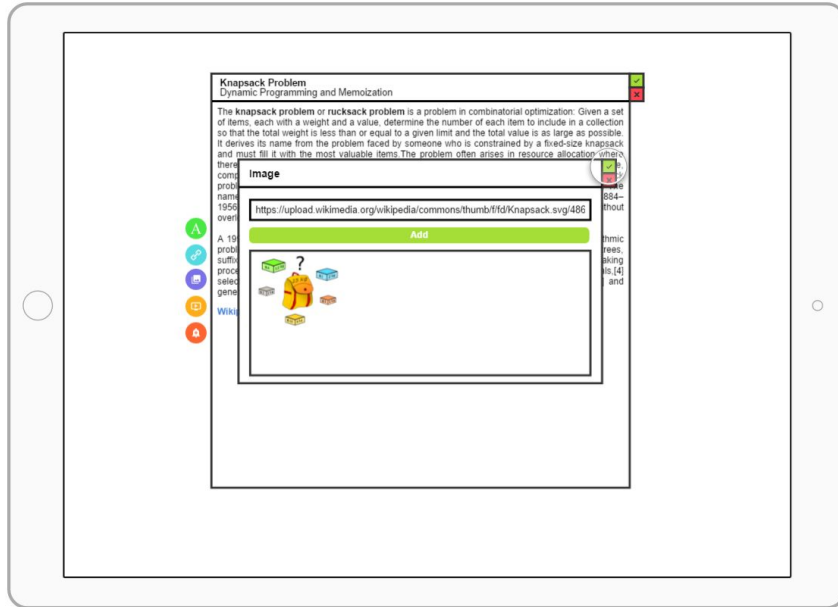 Knapsack Problem
Dynamic Programming and Memoization
The knapsack problem or rucksack problem is a problem in combinatorial optimization: Given a set
of items, each with a weight and a value, determine the number of each item to include in a collection
so that the total weight is less than or equal to a given limit and the total value is as large as possible.
It derives its name from the problem faced by someone who is constrained by a fixed-size knapsack
and must fill it with the most valuable items.The problem often arises in resource allocation where
there
comp
probl
name 884–
1956 thout
overl
A 19 thmic
probl rees,
suffix aking
proce als,[4]
selec ] and
gene
Wikip
Image
https://upload.wikimedia.org/wikipedia/commons/thumb/f/fd/Knapsack.svg/486
Add
?
A